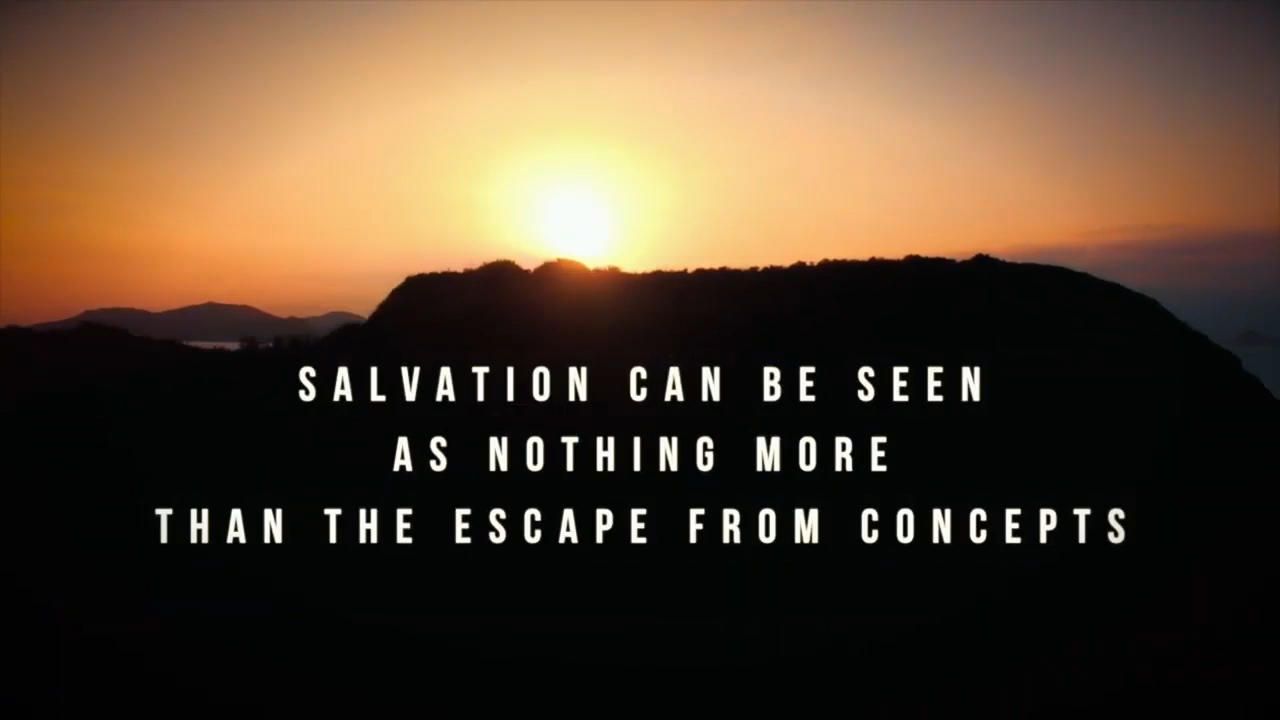 SALVATION CAN BE SEEN
AS NOTHING MORE
THAN THE ESCAPE FROM CONCEPTS